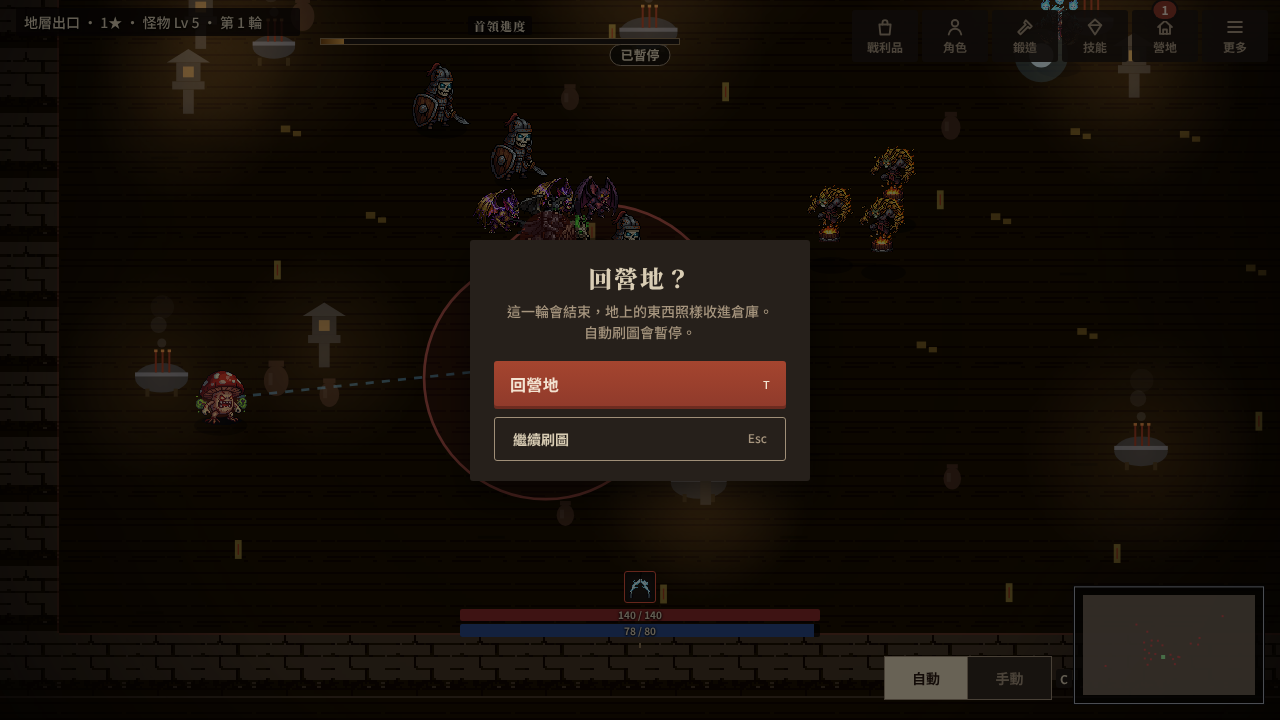 地層出口 · 1★ · 怪物 Lv 5 · 第 1 輪
首領進度
已暫停
1
戰利品
角色
鍛造
技能
營地
更多
回營地？
這一輪會結束，地上的東西照樣收進倉庫。
自動刷圖會暫停。
回營地 T
繼續刷圖 Esc
140 / 140
78 / 80
自動
手動
C